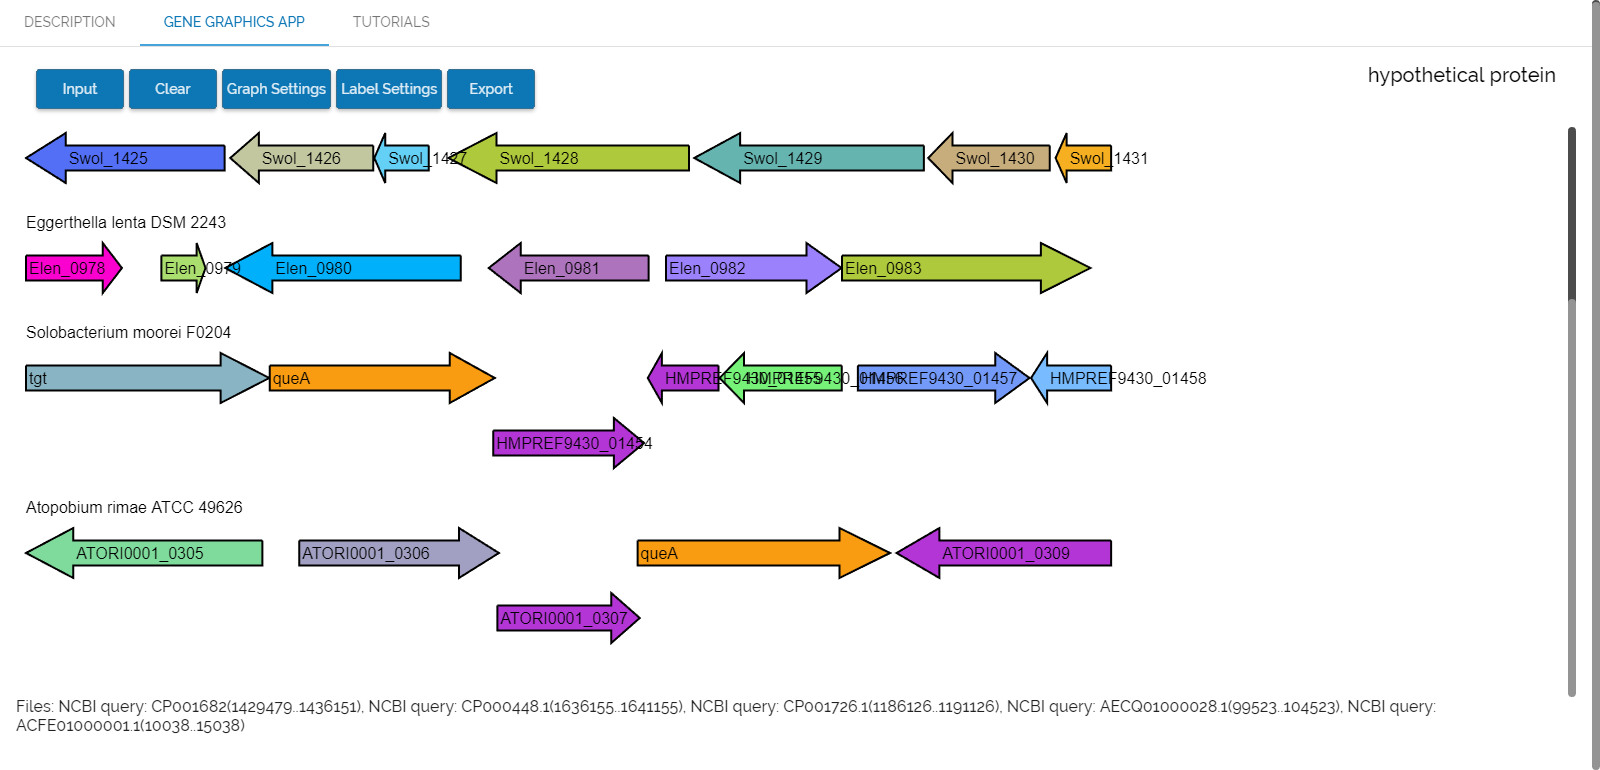 DESCRIPTION GENE GRAPHICS APP TUTORIALS
Input Clear Graph Settings Label Settings Export
hypothetical protein
Swol_1425 Swol_1426 Swol_1427 Swol_1428 Swol_1429 Swol_1430 Swol_1431
Eggerthella lenta DSM 2243
Elen_0978 Elen_0979 Elen_0980 Elen_0981 Elen_0982 Elen_0983
Solobacterium moorei F0204
tgt queA HMPREF9430_01455 HMPREF9430_01456 HMPREF9430_01457 HMPREF9430_01458
HMPREF9430_01454
Atopobium rimae ATCC 49626
ATORI0001_0305 ATORI0001_0306 queA ATORI0001_0309
ATORI0001_0307
Files: NCBI query: CP001682(1429479..1436151), NCBI query: CP000448.1(1636155..1641155), NCBI query: CP001726.1(1186126..1191126), NCBI query: AECQ01000028.1(99523..104523), NCBI query:
ACFE01000001.1(10038..15038)